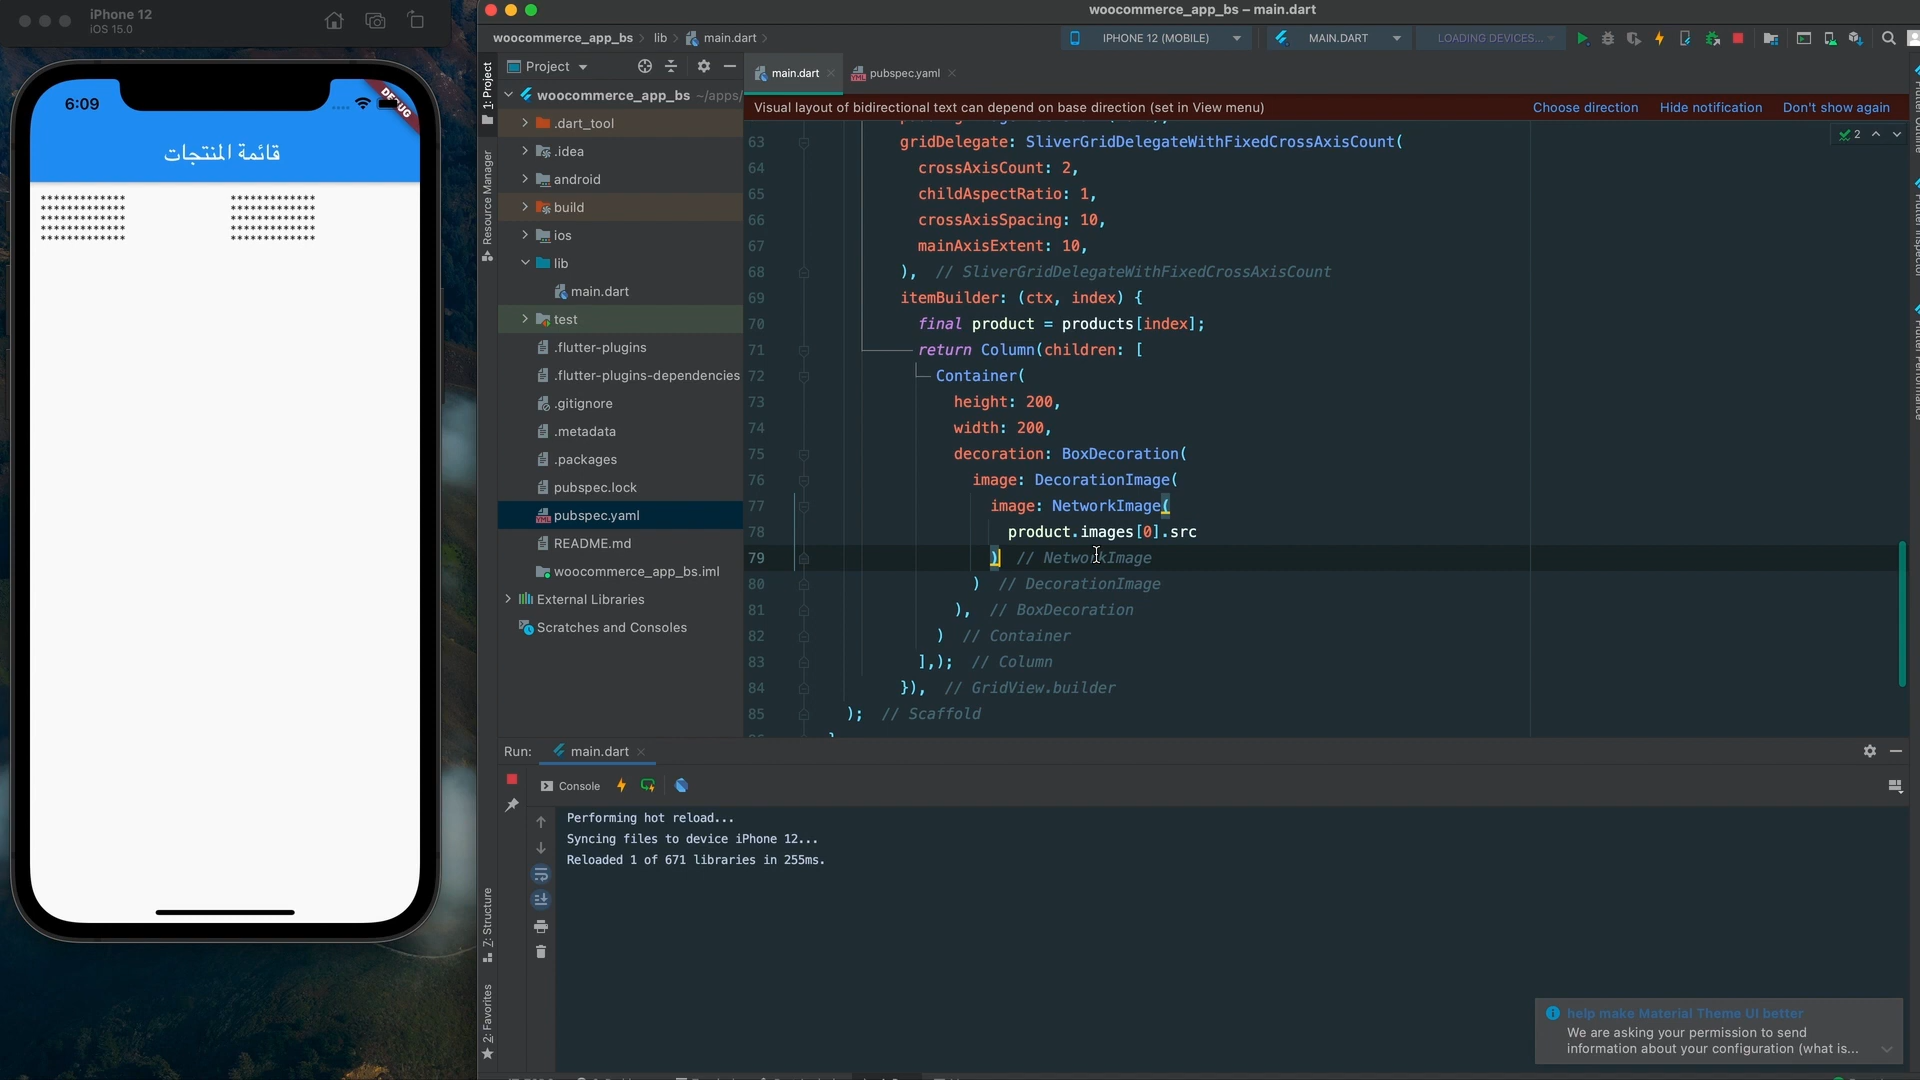 iPhone 12
iOS 15.0
6:09
DEBUG
قائمة المنتجات
*************
*************
*************
*************
*************
*************
*************
*************
*************
*************
woocommerce_app_bs – main.dart
woocommerce_app_bs
lib
main.dart
IPHONE 12 (MOBILE)
MAIN.DART
LOADING DEVICES...
1: Project
Resource Manager
Z: Structure
2: Favorites
Project
woocommerce_app_bs ~/apps/
.dart_tool
.idea
android
build
ios
lib
main.dart
test
.flutter-plugins
.flutter-plugins-dependencies
.gitignore
.metadata
.packages
pubspec.lock
pubspec.yaml
README.md
woocommerce_app_bs.iml
External Libraries
Scratches and Consoles
main.dart
pubspec.yaml
Visual layout of bidirectional text can depend on base direction (set in View menu)
Choose direction
Hide notification
Don't show again
2
63 gridDelegate: SliverGridDelegateWithFixedCrossAxisCount(
64 crossAxisCount: 2,
65 childAspectRatio: 1,
66 crossAxisSpacing: 10,
67 mainAxisExtent: 10,
68 ), // SliverGridDelegateWithFixedCrossAxisCount
69 itemBuilder: (ctx, index) {
70 final product = products[index];
71 return Column(children: [
72 Container(
73 height: 200,
74 width: 200,
75 decoration: BoxDecoration(
76 image: DecorationImage(
77 image: NetworkImage(
78 product.images[0].src
79 ) // NetworkImage
80 ) // DecorationImage
81 ), // BoxDecoration
82 ) // Container
83 ],); // Column
84 }), // GridView.builder
85 ); // Scaffold
Run:
main.dart
Console
Performing hot reload...
Syncing files to device iPhone 12...
Reloaded 1 of 671 libraries in 255ms.
help make Material Theme UI better
We are asking your permission to send
information about your configuration (what is...